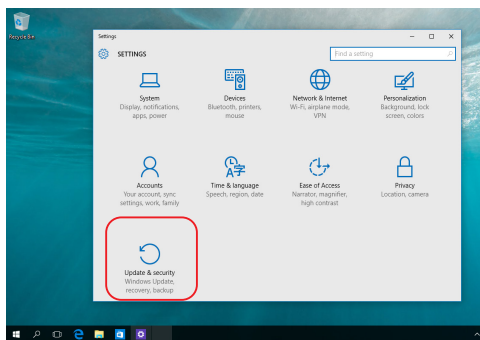 Recycle Bin
Settings
SETTINGS
Find a setting
System
Display, notifications,
apps, power
Devices
Bluetooth, printers,
mouse
Network & Internet
Wi-Fi, airplane mode,
VPN
Personalization
Background, lock
screen, colors
Accounts
Your account, sync
settings, work, family
Time & language
Speech, region, date
Ease of Access
Narrator, magnifier,
high contrast
Privacy
Location, camera
Update & security
Windows Update,
recovery, backup